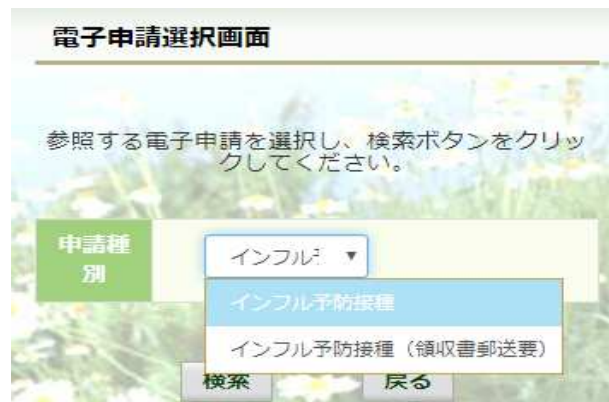 電子申請選択画面
参照する電子申請を選択し、検索ボタンをクリッ
クしてください。
申請種
別
インフル
インフル予防接種
インフル予防接種（領収書郵送要）
検索
戻る